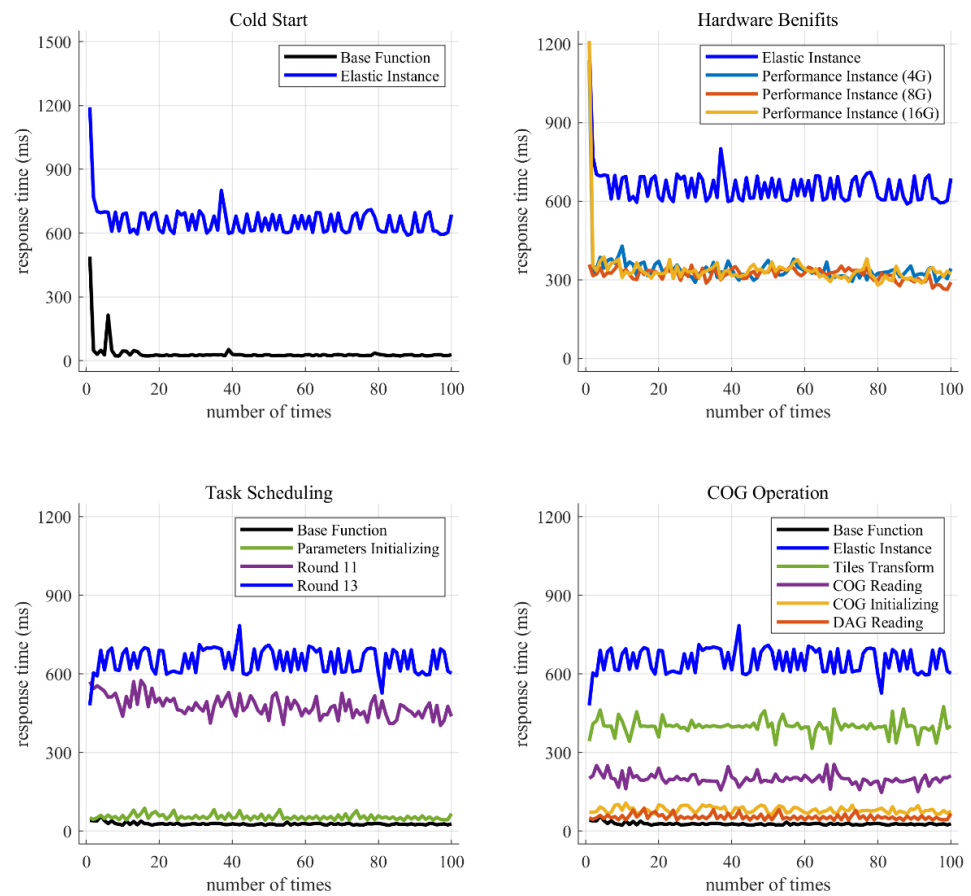 Cold Start
1500
1200
900
600
300
0
response time (ms)
0 20 40 60 80 100
number of times
Base Function
Elastic Instance
Hardware Benifits
1200
900
600
300
0
response time (ms)
0 20 40 60 80 100
number of times
Elastic Instance
Performance Instance (4G)
Performance Instance (8G)
Performance Instance (16G)
Task Scheduling
1200
900
600
300
0
response time (ms)
0 20 40 60 80 100
number of times
Base Function
Parameters Initializing
Round 11
Round 13
COG Operation
1200
900
600
300
0
response time (ms)
0 20 40 60 80 100
number of times
Base Function
Elastic Instance
Tiles Transform
COG Reading
COG Initializing
DAG Reading